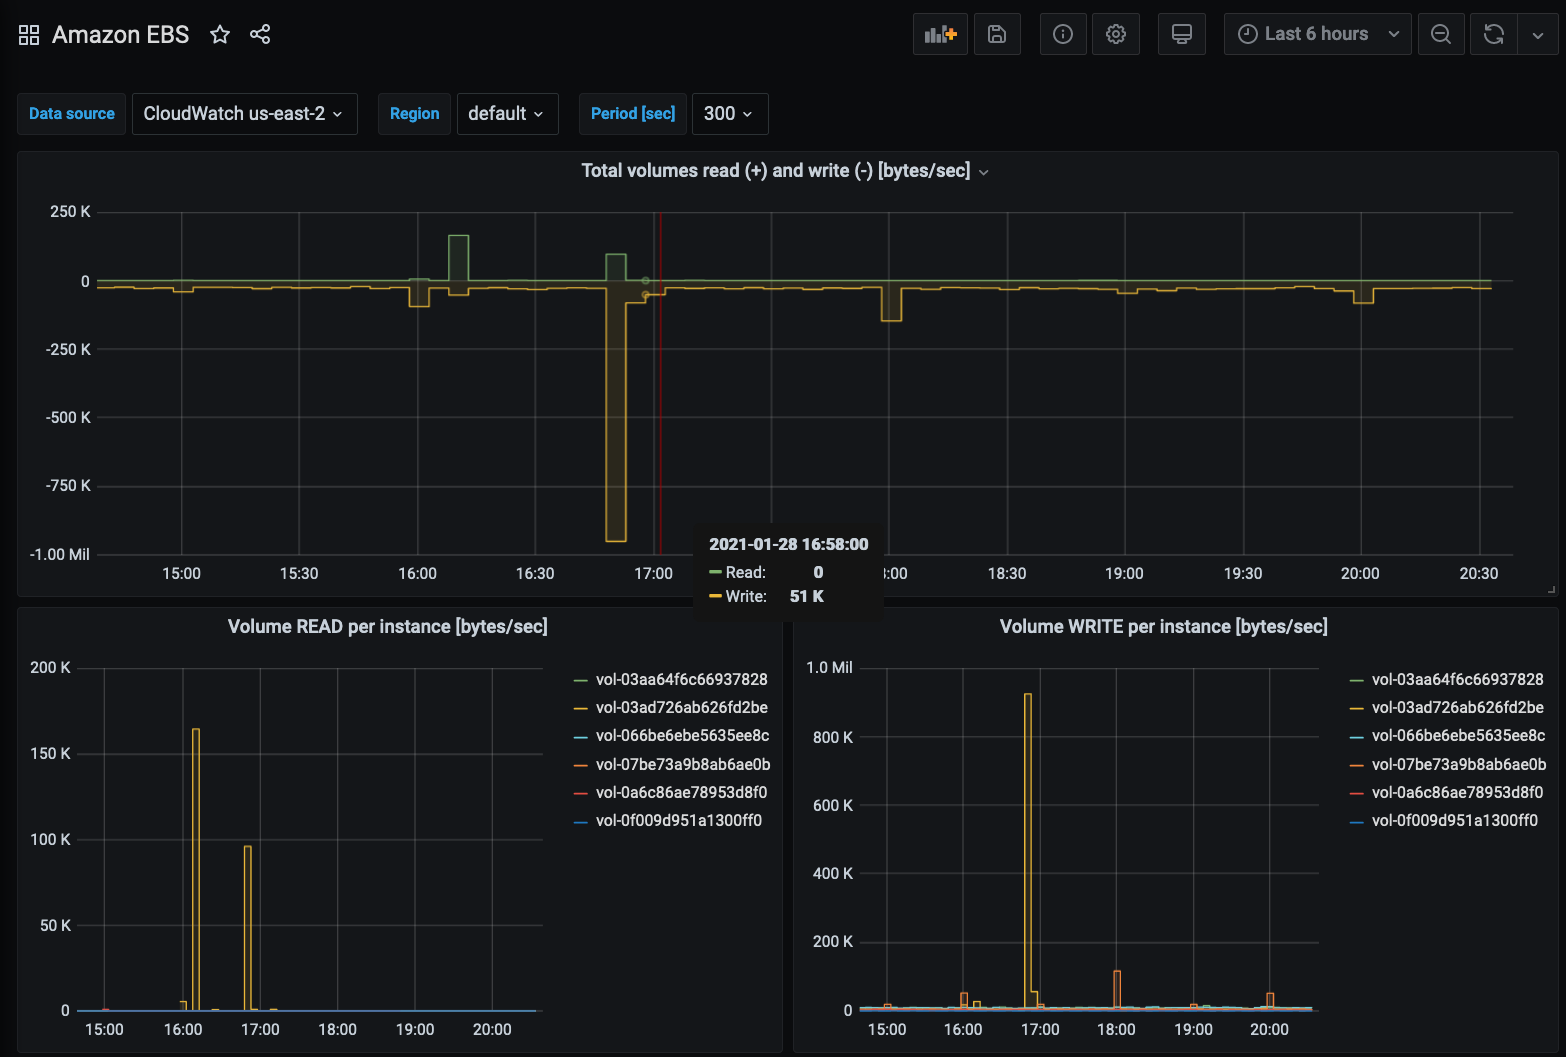 Amazon EBS
Last 6 hours
Data source CloudWatch us-east-2 Region default Period [sec] 300
Total volumes read (+) and write (-) [bytes/sec]
250 K
0
-250 K
-500 K
-750 K
-1.00 Mil
15:00 15:30 16:00 16:30 17:00 :00 18:30 19:00 19:30 20:00 20:30
2021-01-28 16:58:00
Read: 0
Write: 51 K
Volume READ per instance [bytes/sec]
200 K
150 K
100 K
50 K
0
15:00 16:00 17:00 18:00 19:00 20:00
vol-03aa64f6c66937828
vol-03ad726ab626fd2be
vol-066be6ebe5635ee8c
vol-07be73a9b8ab6ae0b
vol-0a6c86ae78953d8f0
vol-0f009d951a1300ff0
Volume WRITE per instance [bytes/sec]
1.0 Mil
800 K
600 K
400 K
200 K
0
15:00 16:00 17:00 18:00 19:00 20:00
vol-03aa64f6c66937828
vol-03ad726ab626fd2be
vol-066be6ebe5635ee8c
vol-07be73a9b8ab6ae0b
vol-0a6c86ae78953d8f0
vol-0f009d951a1300ff0